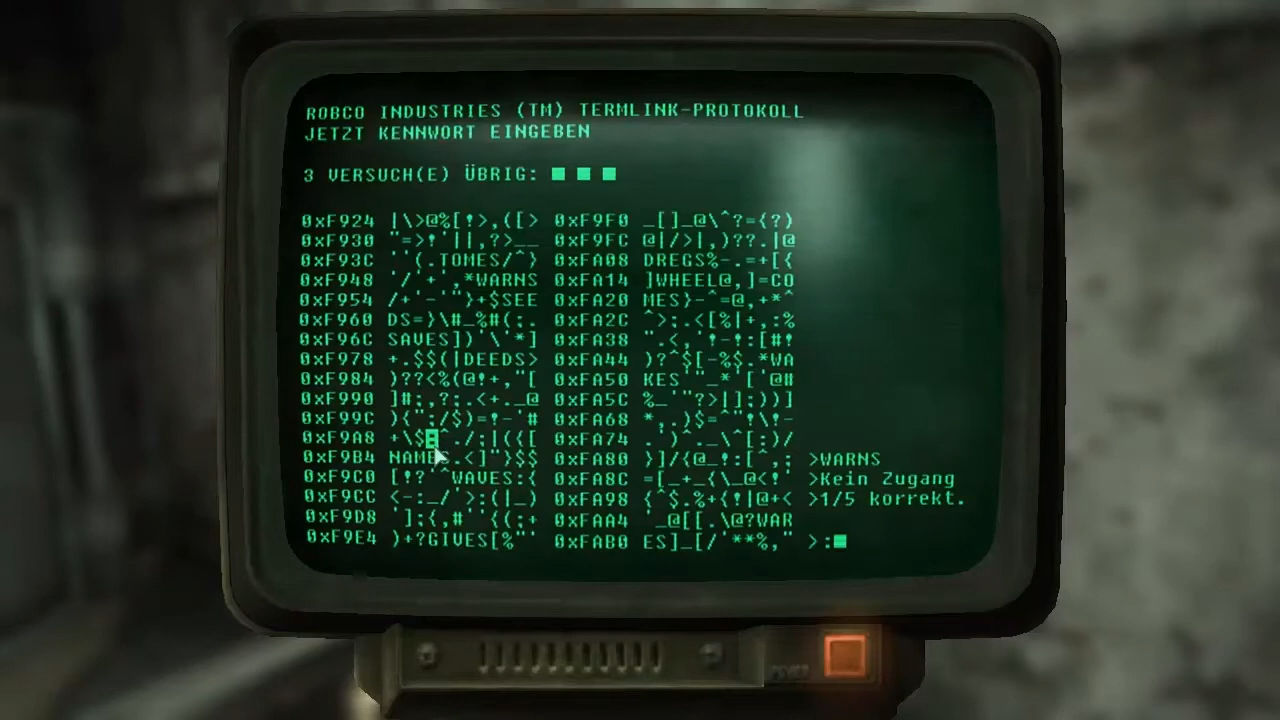 ROBCO INDUSTRIES (TM) TERMLINK-PROTOKOLL
JETZT KENNWORT EINGEBEN
3 VERSUCH(E) ÜBRIG: ■ ■ ■
0xF924 |\>@%[!>,([> 0xF9F0 _[]_@\^?={?)
0xF930 "=>!'||,?>__ 0xF9FC @|/>|,)??.|@
0xF93C ''(.TOMES/^} 0xFA08 DREGS%-.=+[{
0xF948 '/'+',*WARNS 0xFA14 ]WHEEL@,]=CO
0xF954 /+'-'"}+$SEE 0xFA20 MES}-^=@,+*^
0xF960 DS=}\#_%#(;. 0xFA2C ^>;.<[%|+,:%
0xF96C SAVES])'\'*] 0xFA38 ".<,'!-!:[#!
0xF978 +.$$(|DEEDS> 0xFA44 )?^$[-%$.*WA
0xF984 )??<%(@!+,"[ 0xFA50 KES'"_*'['@#
0xF990 ]#:,?;.<+._@ 0xFA5C %_'"?>|];))]
0xF99C ){":/$)=!-'# 0xFA68 *,.)$=^"!\!-
0xF9A8 +\$:^./;|({[ 0xFA74 .')^._\^[:)/
0xF9B4 NAMES.<]"}$$ 0xFA80 }]/{@_!:[^,; >WARNS
0xF9C0 [!?'^WAVES:{ 0xFA8C =[_+_{\_@<!' >Kein Zugang
0xF9CC <-:_/'>:(|_) 0xFA98 {^$.%+{!|@+< >1/5 korrekt.
0xF9D8 '];{,#''{(;+ 0xFAA4 '_@[[.\@?WAR
0xF9E4 )+?GIVES[%"' 0xFAB0 ES]_[/'**%," >:■